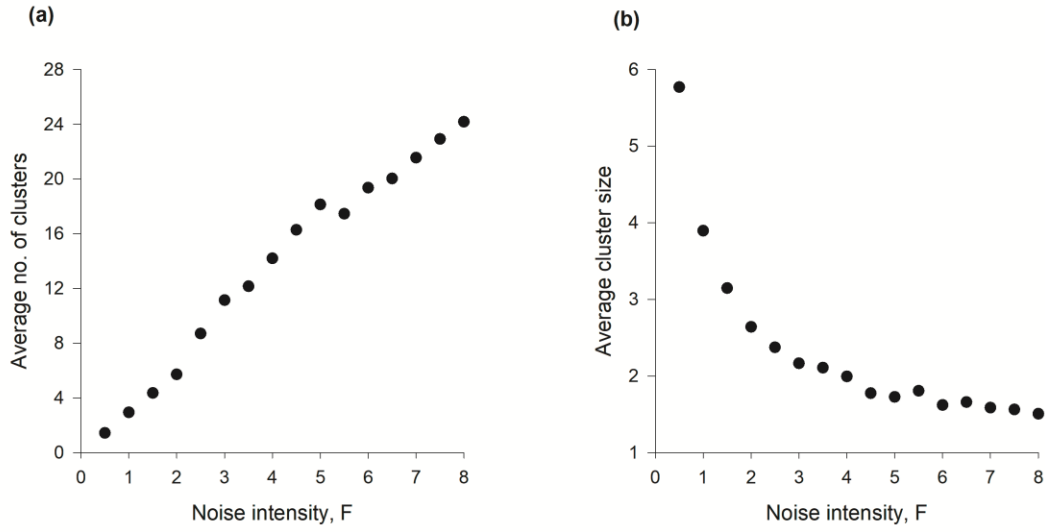 (a)
28
24
20
16
12
8
4
0
Average no. of clusters
0 1 2 3 4 5 6 7 8
Noise intensity, F
(b)
6
5
4
3
2
1
Average cluster size
0 1 2 3 4 5 6 7 8
Noise intensity, F